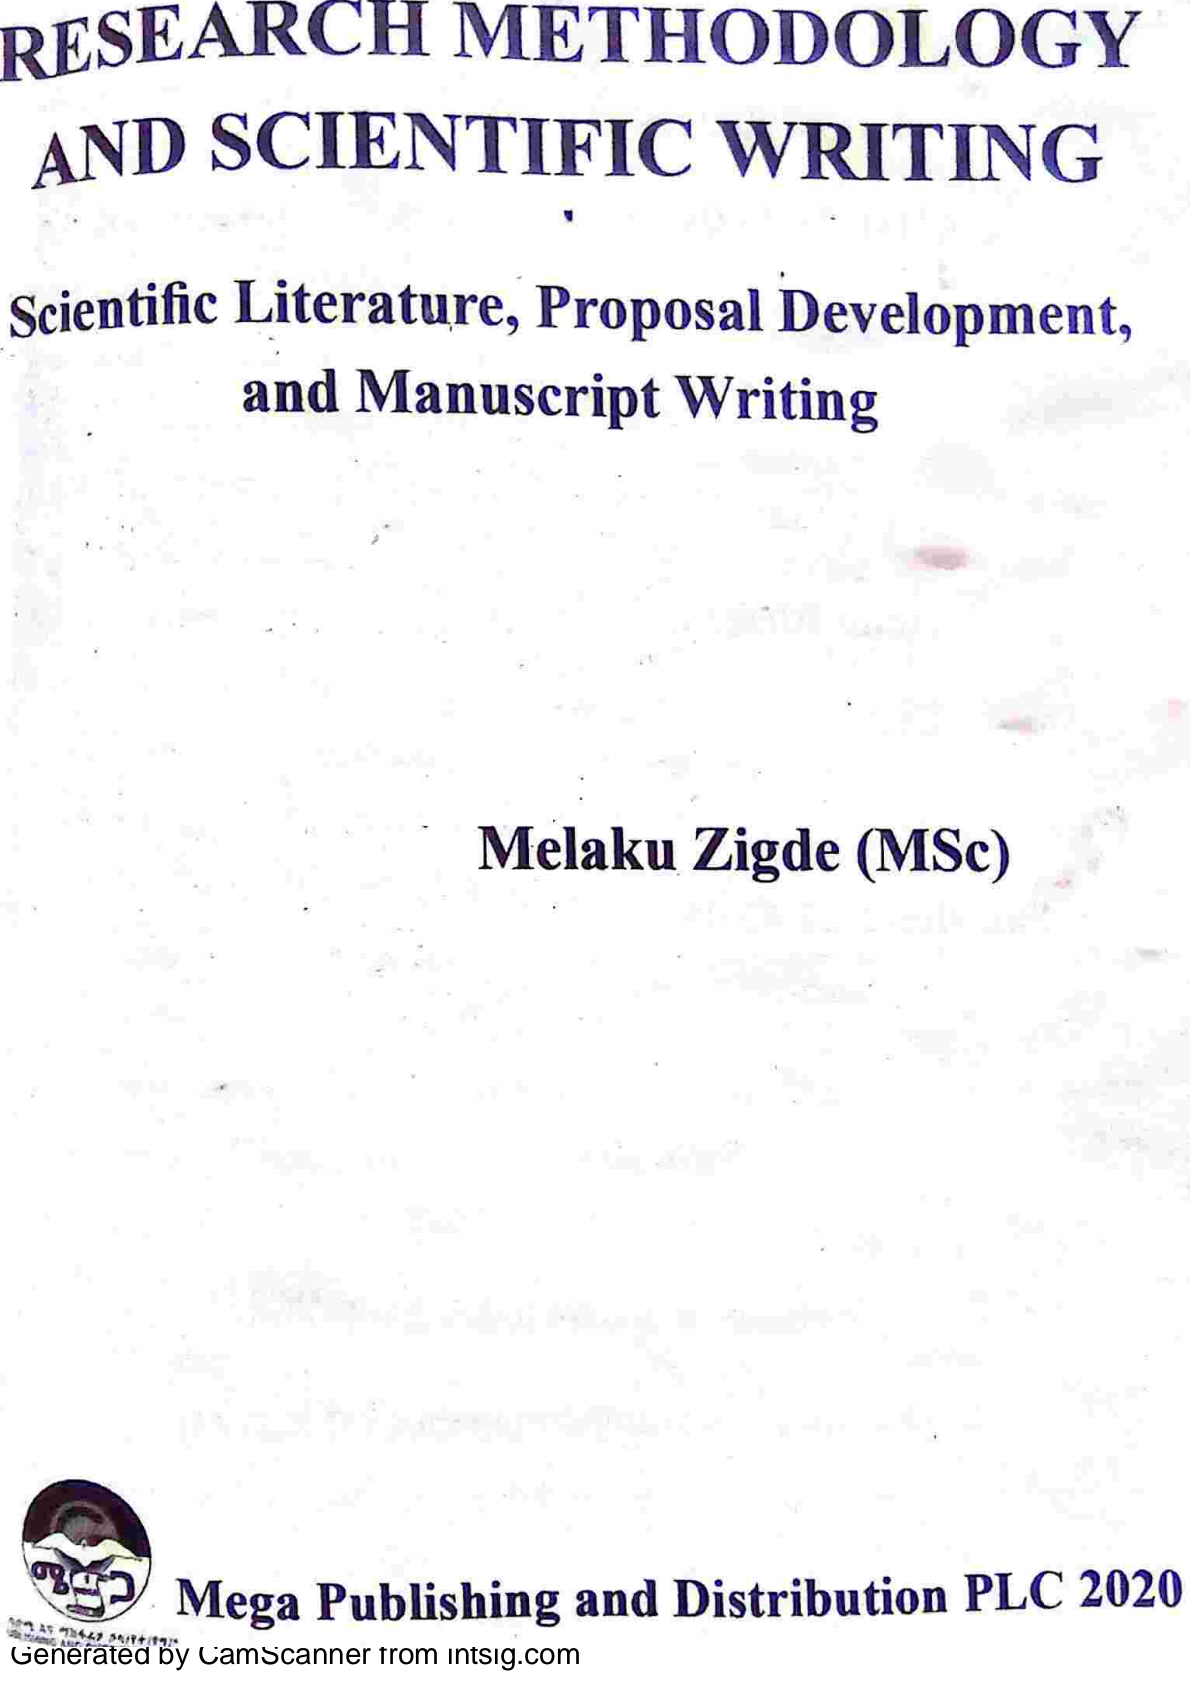 RESEARCH METHODOLOGY
AND SCIENTIFIC WRITING
Scientific Literature, Proposal Development,
and Manuscript Writing
Melaku Zigde (MSc)
ሜጋ
Mega Publishing and Distribution PLC 2020
Generated by CamScanner from intsig.com